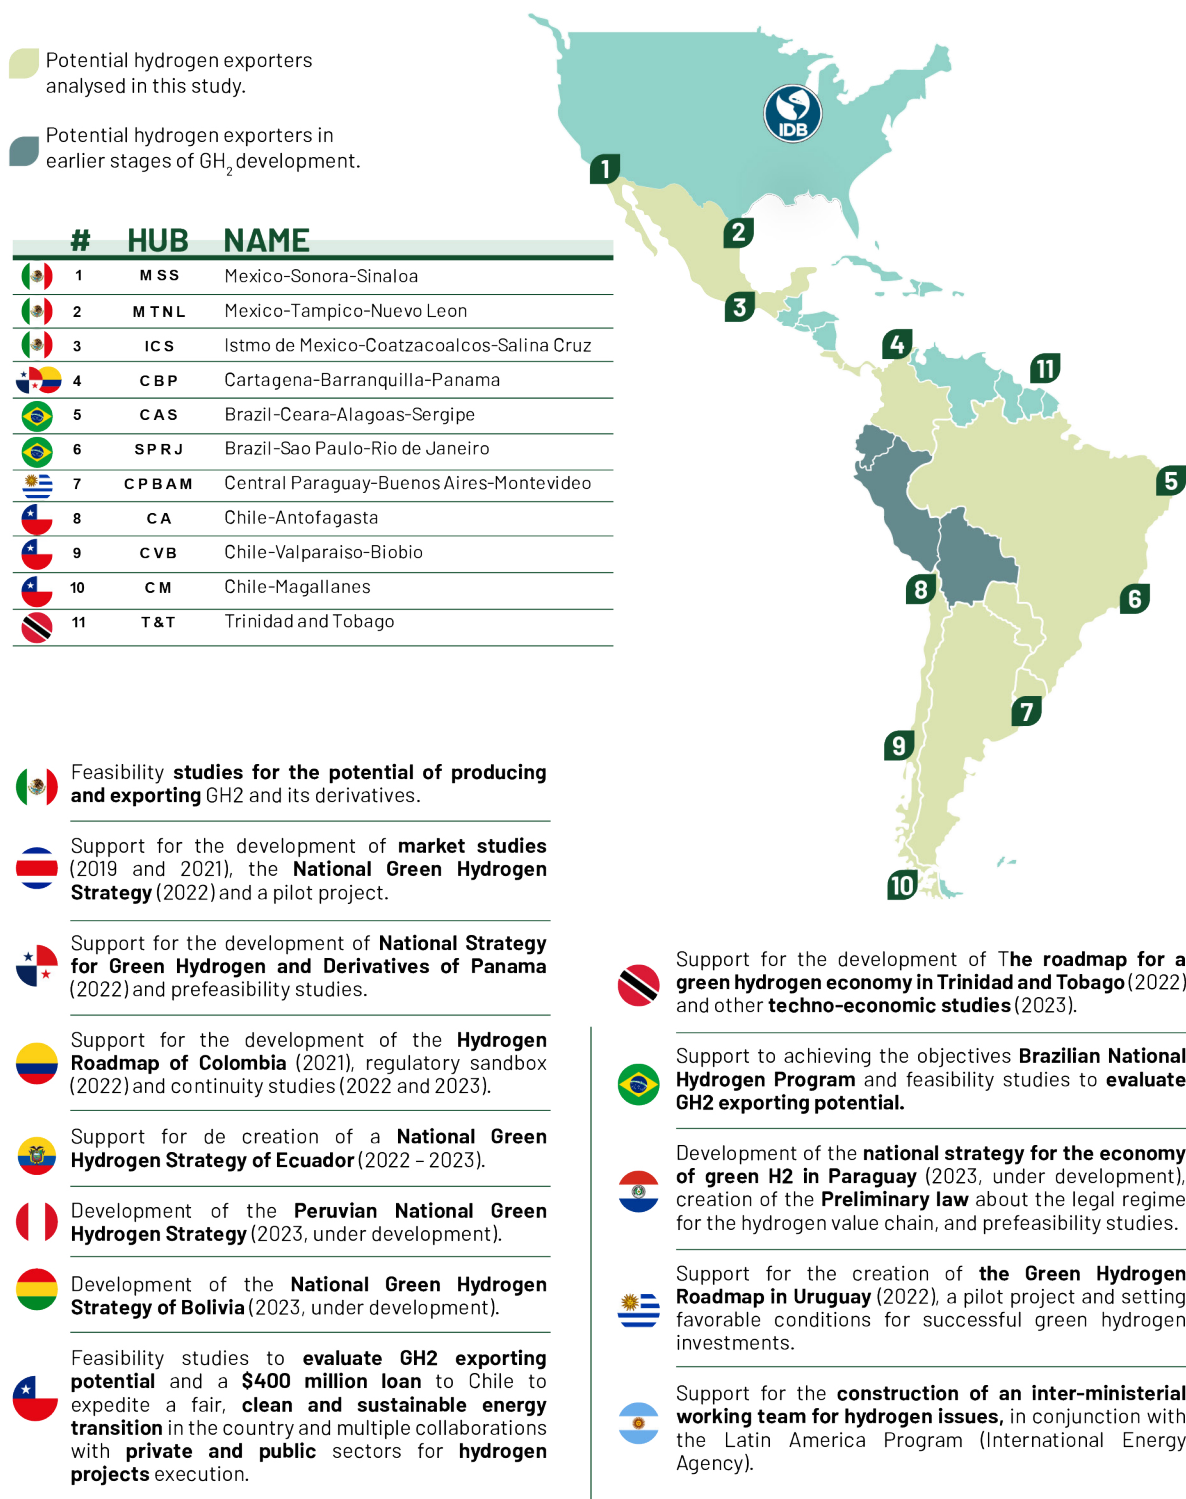 Potential hydrogen exporters
analysed in this study.
Potential hydrogen exporters in
earlier stages of GH2 development.
# HUB NAME
1 MSS Mexico-Sonora-Sinaloa
2 MTNL Mexico-Tampico-Nuevo Leon
3 ICS Istmo de Mexico-Coatzacoalcos-Salina Cruz
4 CBP Cartagena-Barranquilla-Panama
5 CAS Brazil-Ceara-Alagoas-Sergipe
6 SPRJ Brazil-Sao Paulo-Rio de Janeiro
7 CPBAM Central Paraguay-Buenos Aires-Montevideo
8 CA Chile-Antofagasta
9 CVB Chile-Valparaiso-Biobio
10 CM Chile-Magallanes
11 T&T Trinidad and Tobago
IDB
1
2
3
4
11
5
8
6
7
9
10
Feasibility studies for the potential of producing
and exporting GH2 and its derivatives.
Support for the development of market studies
(2019 and 2021), the National Green Hydrogen
Strategy (2022) and a pilot project.
Support for the development of National Strategy
for Green Hydrogen and Derivatives of Panama
(2022) and prefeasibility studies.
Support for the development of the Hydrogen
Roadmap of Colombia (2021), regulatory sandbox
(2022) and continuity studies (2022 and 2023).
Support for de creation of a National Green
Hydrogen Strategy of Ecuador (2022 – 2023).
Development of the Peruvian National Green
Hydrogen Strategy (2023, under development).
Development of the National Green Hydrogen
Strategy of Bolivia (2023, under development).
Feasibility studies to evaluate GH2 exporting
potential and a $400 million loan to Chile to
expedite a fair, clean and sustainable energy
transition in the country and multiple collaborations
with private and public sectors for hydrogen
projects execution.
Support for the development of The roadmap for a
green hydrogen economy in Trinidad and Tobago (2022)
and other techno-economic studies (2023).
Support to achieving the objectives Brazilian National
Hydrogen Program and feasibility studies to evaluate
GH2 exporting potential.
Development of the national strategy for the economy
of green H2 in Paraguay (2023, under development),
creation of the Preliminary law about the legal regime
for the hydrogen value chain, and prefeasibility studies.
Support for the creation of the Green Hydrogen
Roadmap in Uruguay (2022), a pilot project and setting
favorable conditions for successful green hydrogen
investments.
Support for the construction of an inter-ministerial
working team for hydrogen issues, in conjunction with
the Latin America Program (International Energy
Agency).